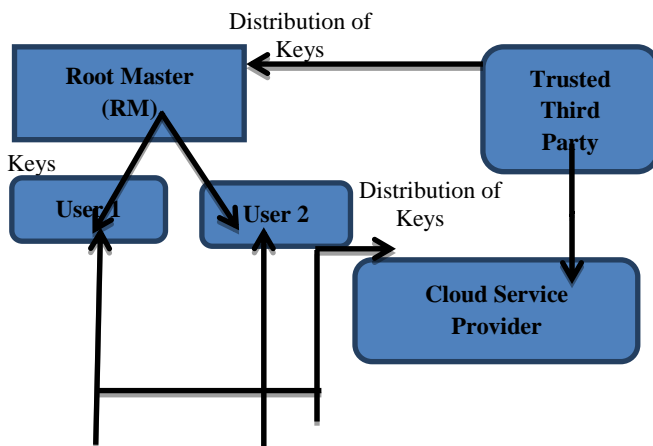 Distribution of
Keys
Root Master
(RM)
Trusted
Third
Party
Keys
User 1
User 2
Distribution of
Keys
Cloud Service
Provider